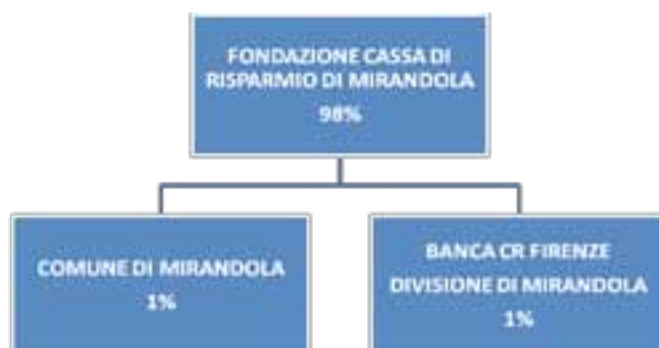 FONDAZIONE CASSA DI
RISPARMIO DI MIRANDOLA
98%
COMUNE DI MIRANDOLA
1%
BANCA CR FIRENZE
DIVISIONE DI MIRANDOLA
1%